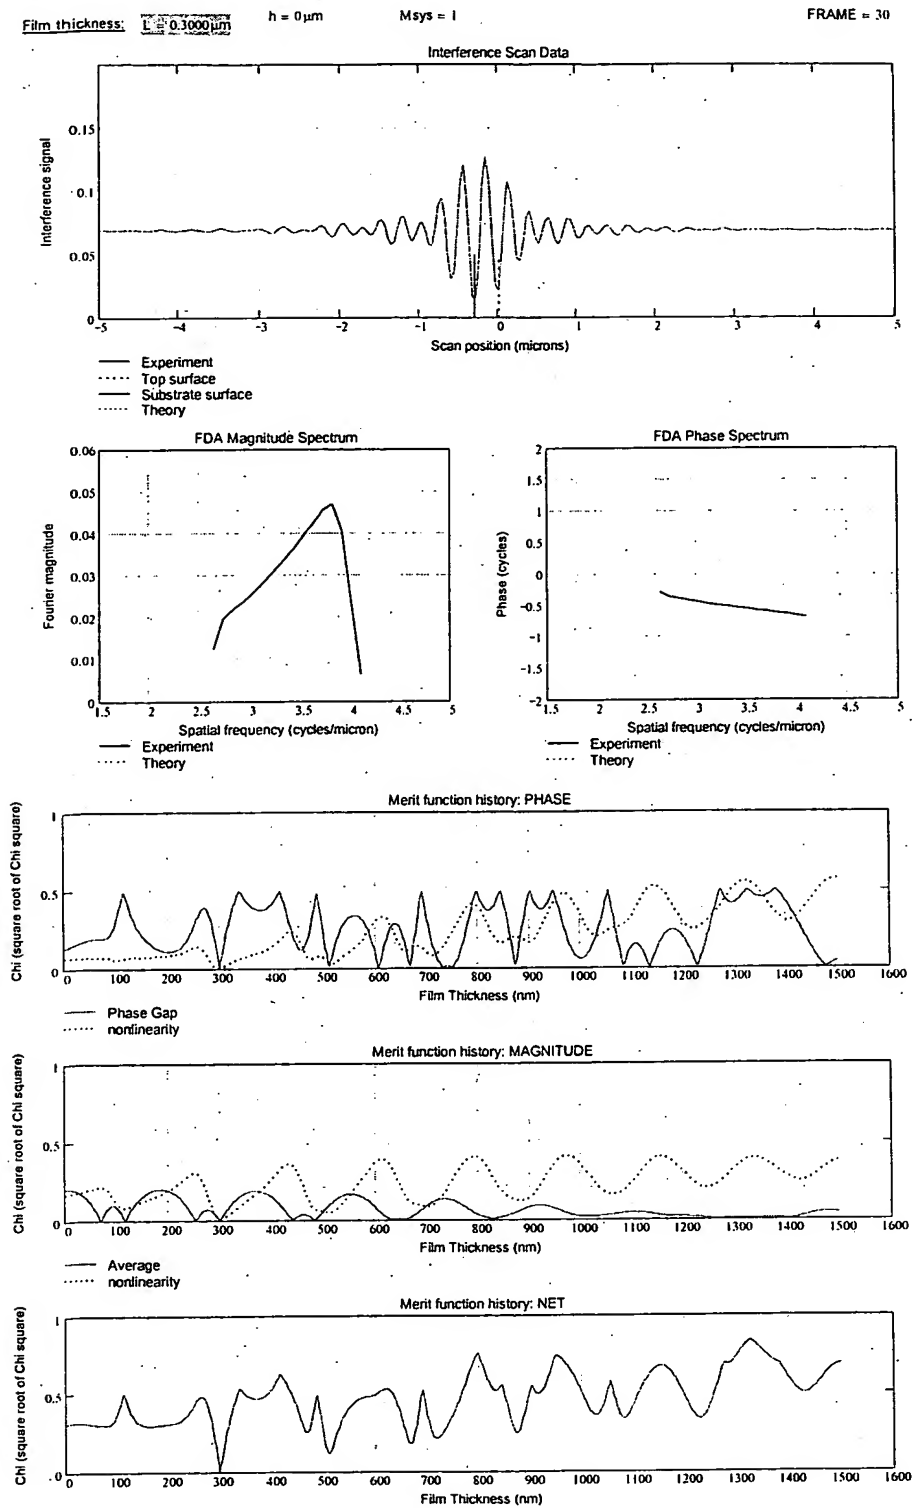 Film thickness: L = 0.3000μm h = 0μm Msys = 1 FRAME = 30
Interference Scan Data
Interference signal
0.15
0.1
0.05
0
-5 -4 -3 -2 -1 0 1 2 3 4 5
Scan position (microns)
Experiment
Top surface
Substrate surface
Theory
FDA Magnitude Spectrum
Fourier magnitude
0.06
0.05
0.04
0.03
0.02
0.01
0
1.5 2 2.5 3 3.5 4 4.5 5
Spatial frequency (cycles/micron)
Experiment
Theory
FDA Phase Spectrum
Phase (cycles)
2
1.5
1
0.5
0
-0.5
-1
-1.5
-2
1.5 2 2.5 3 3.5 4 4.5 5
Spatial frequency (cycles/micron)
Experiment
Theory
Merit function history: PHASE
Chi (square root of Chi square)
1
0.5
0
0 100 200 300 400 500 600 700 800 900 1000 1100 1200 1300 1400 1500 1600
Film Thickness (nm)
Phase Gap
nonlinearity
Merit function history: MAGNITUDE
Chi (square root of Chi square)
1
0.5
0
0 100 200 300 400 500 600 700 800 900 1000 1100 1200 1300 1400 1500 1600
Film Thickness (nm)
Average
nonlinearity
Merit function history: NET
Chi (square root of Chi square)
1
0.5
0
0 100 200 300 400 500 600 700 800 900 1000 1100 1200 1300 1400 1500 1600
Film Thickness (nm)